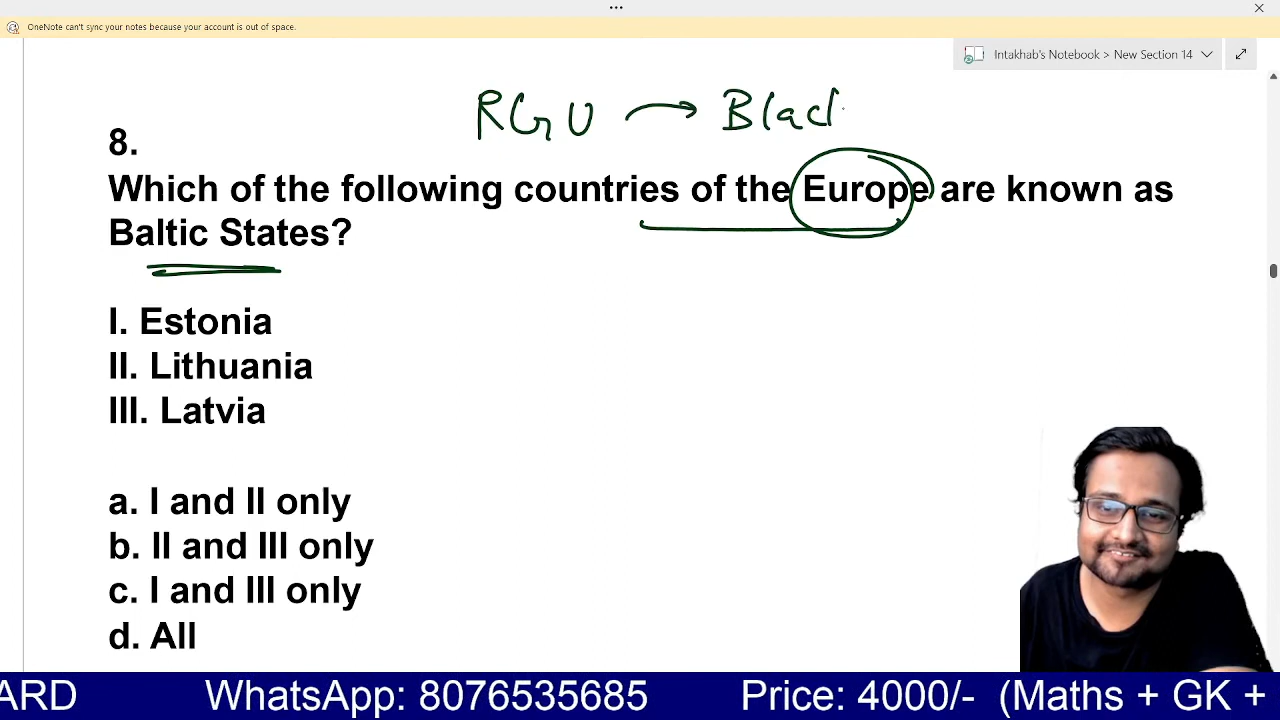 OneNote can't sync your notes because your account is out of space.
Intakhab's Notebook > New Section 14
RGU → Blac
8.
Which of the following countries of the Europe are known as
Baltic States?
I. Estonia
II. Lithuania
III. Latvia
a. I and II only
b. II and III only
c. I and III only
d. All
ARD WhatsApp: 8076535685 Price: 4000/- (Maths + GK +